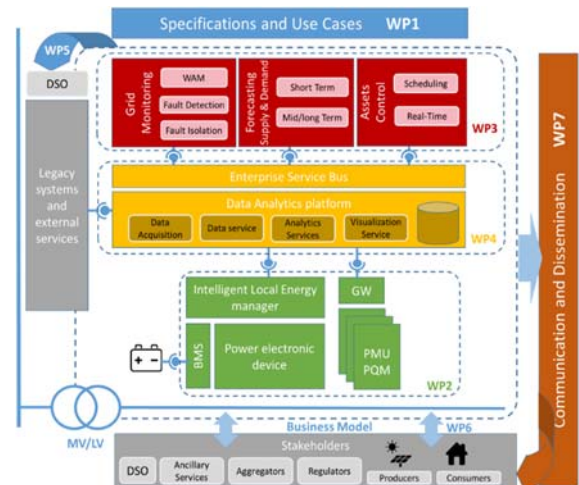 Specifications and Use Cases WP1
WP5
DSO
Legacy
systems
and
external
services
Grid
Monitoring
WAM
Fault Detection
Fault Isolation
Forecasting
Supply & Demand
Short Term
Mid/long Term
Assets
Control
Scheduling
Real-Time
WP3
Enterprise Service Bus
Data Analytics platform
Data
Acquisition
Data service
Analytics
Services
Visualization
Service
WP4
Intelligent Local Energy
manager
GW
BMS
Power electronic
device
PMU
PQM
WP2
MV/LV
Business Model
WP6
Stakeholders
DSO
Ancillary
Services
Aggregators
Regulators
Producers
Consumers
Communication and Dissemination WP7